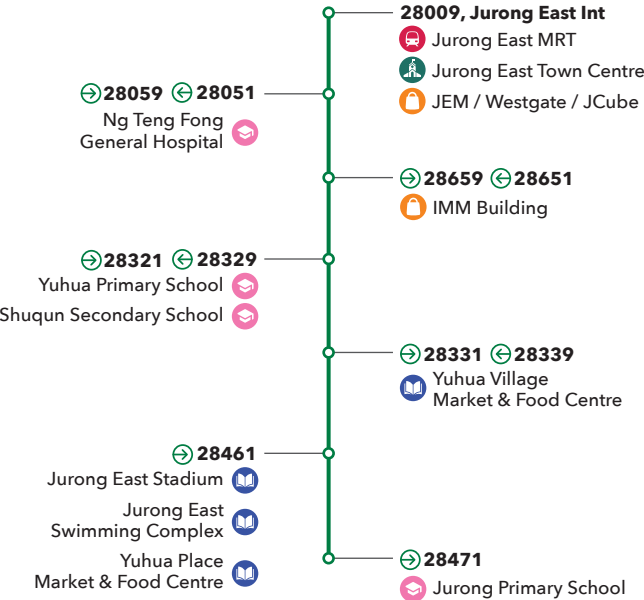 28009, Jurong East Int
Jurong East MRT
Jurong East Town Centre
JEM / Westgate / JCube
28059 28051
Ng Teng Fong
General Hospital
28659 28651
IMM Building
28321 28329
Yuhua Primary School
Shuqun Secondary School
28331 28339
Yuhua Village
Market & Food Centre
28461
Jurong East Stadium
Jurong East
Swimming Complex
Yuhua Place
Market & Food Centre
28471
Jurong Primary School